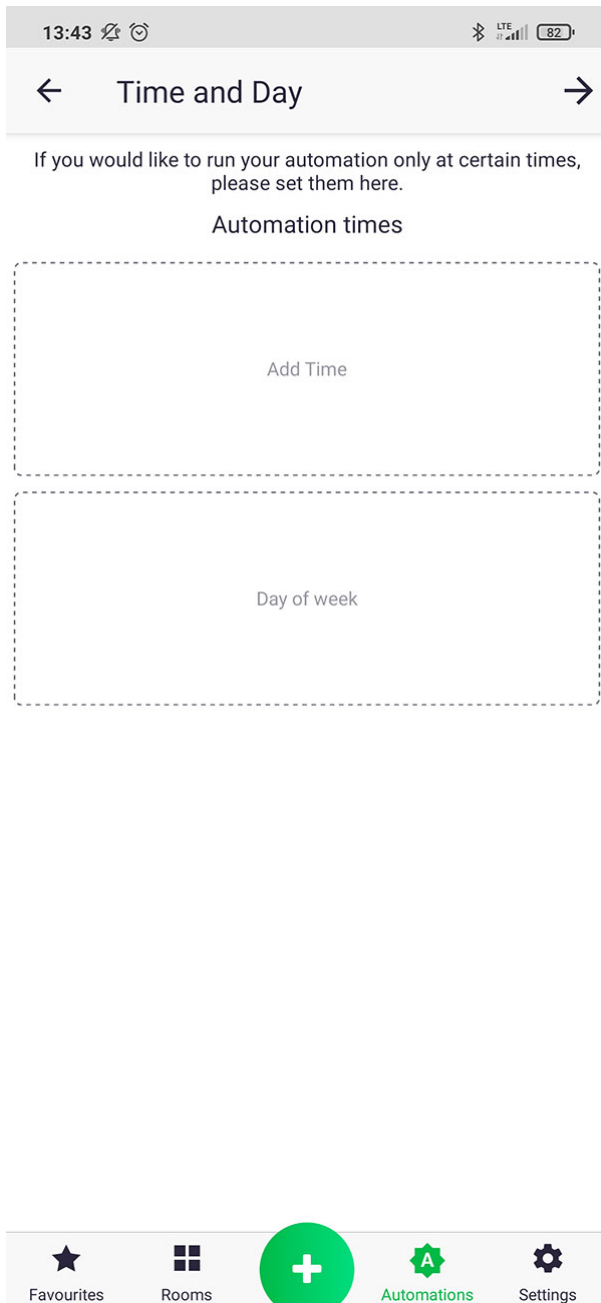 13:43 LTE 82
Time and Day
If you would like to run your automation only at certain times,
please set them here.
Automation times
Add Time
Day of week
A
Favourites Rooms Automations Settings